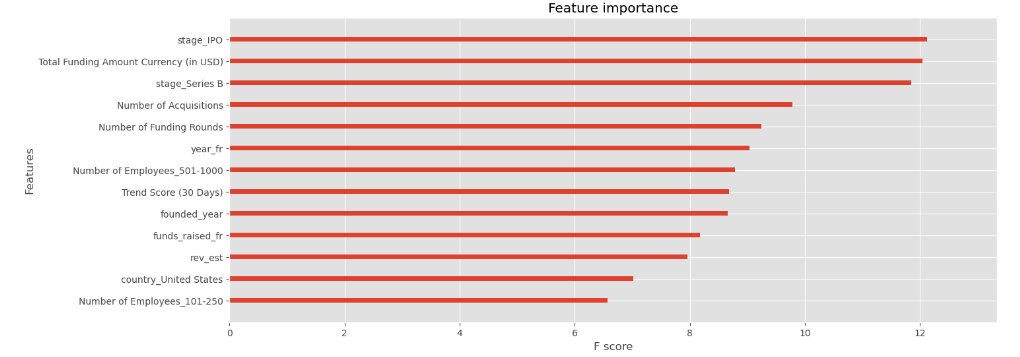 Feature importance
Features
stage_IPO
Total Funding Amount Currency (in USD)
stage_Series B
Number of Acquisitions
Number of Funding Rounds
year_fr
Number of Employees_501-1000
Trend Score (30 Days)
founded_year
funds_raised_fr
rev_est
country_United States
Number of Employees_101-250
0 2 4 6 8 10 12
F score